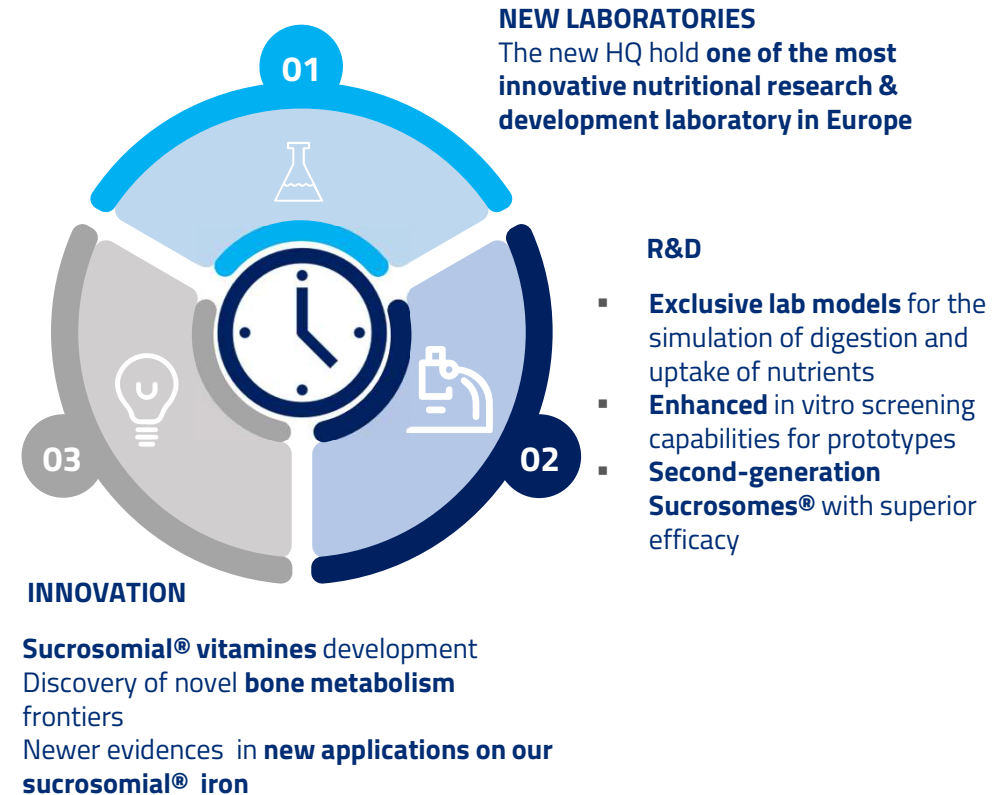 01
NEW LABORATORIES
The new HQ hold one of the most
innovative nutritional research &
development laboratory in Europe
02
R&D
▪ Exclusive lab models for the
simulation of digestion and
uptake of nutrients
▪ Enhanced in vitro screening
capabilities for prototypes
▪ Second-generation
Sucrosomes® with superior
efficacy
03
INNOVATION
Sucrosomial® vitamines development
Discovery of novel bone metabolism
frontiers
Newer evidences in new applications on our
sucrosomial® iron